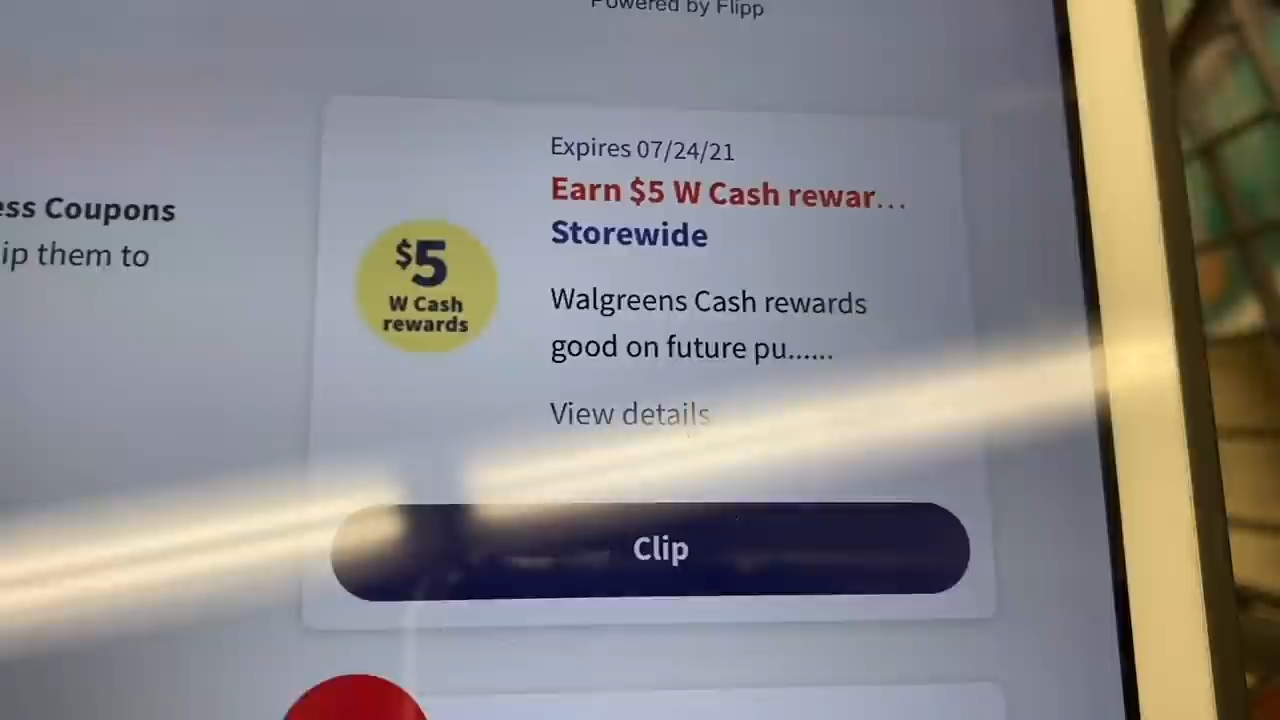 Powered by Flipp
ess Coupons
ip them to
Expires 07/24/21
Earn $5 W Cash rewar...
Storewide
$5
W Cash
rewards
Walgreens Cash rewards
good on future pu......
View details
Clip